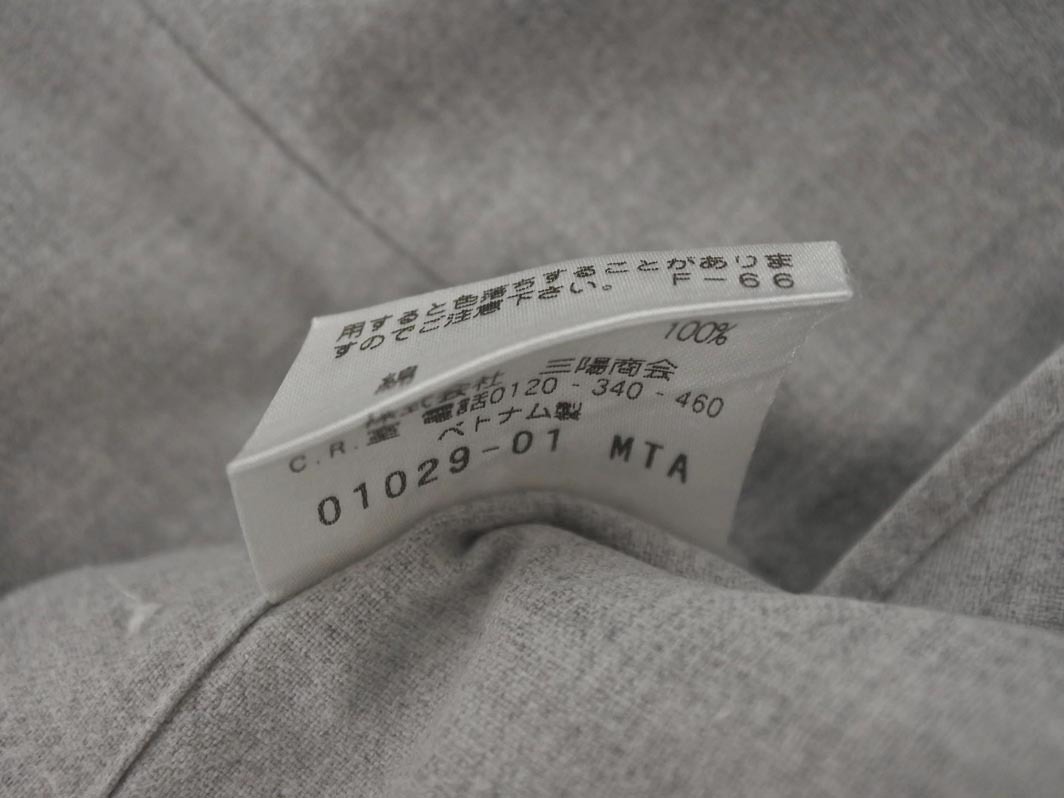 用すると色落ちすることがありま
すのでご注意下さい。 F-66
綿 100%
株式会社 三陽商会
C.R.室 電話0120-340-460
ベトナム製
01029-01 MTA